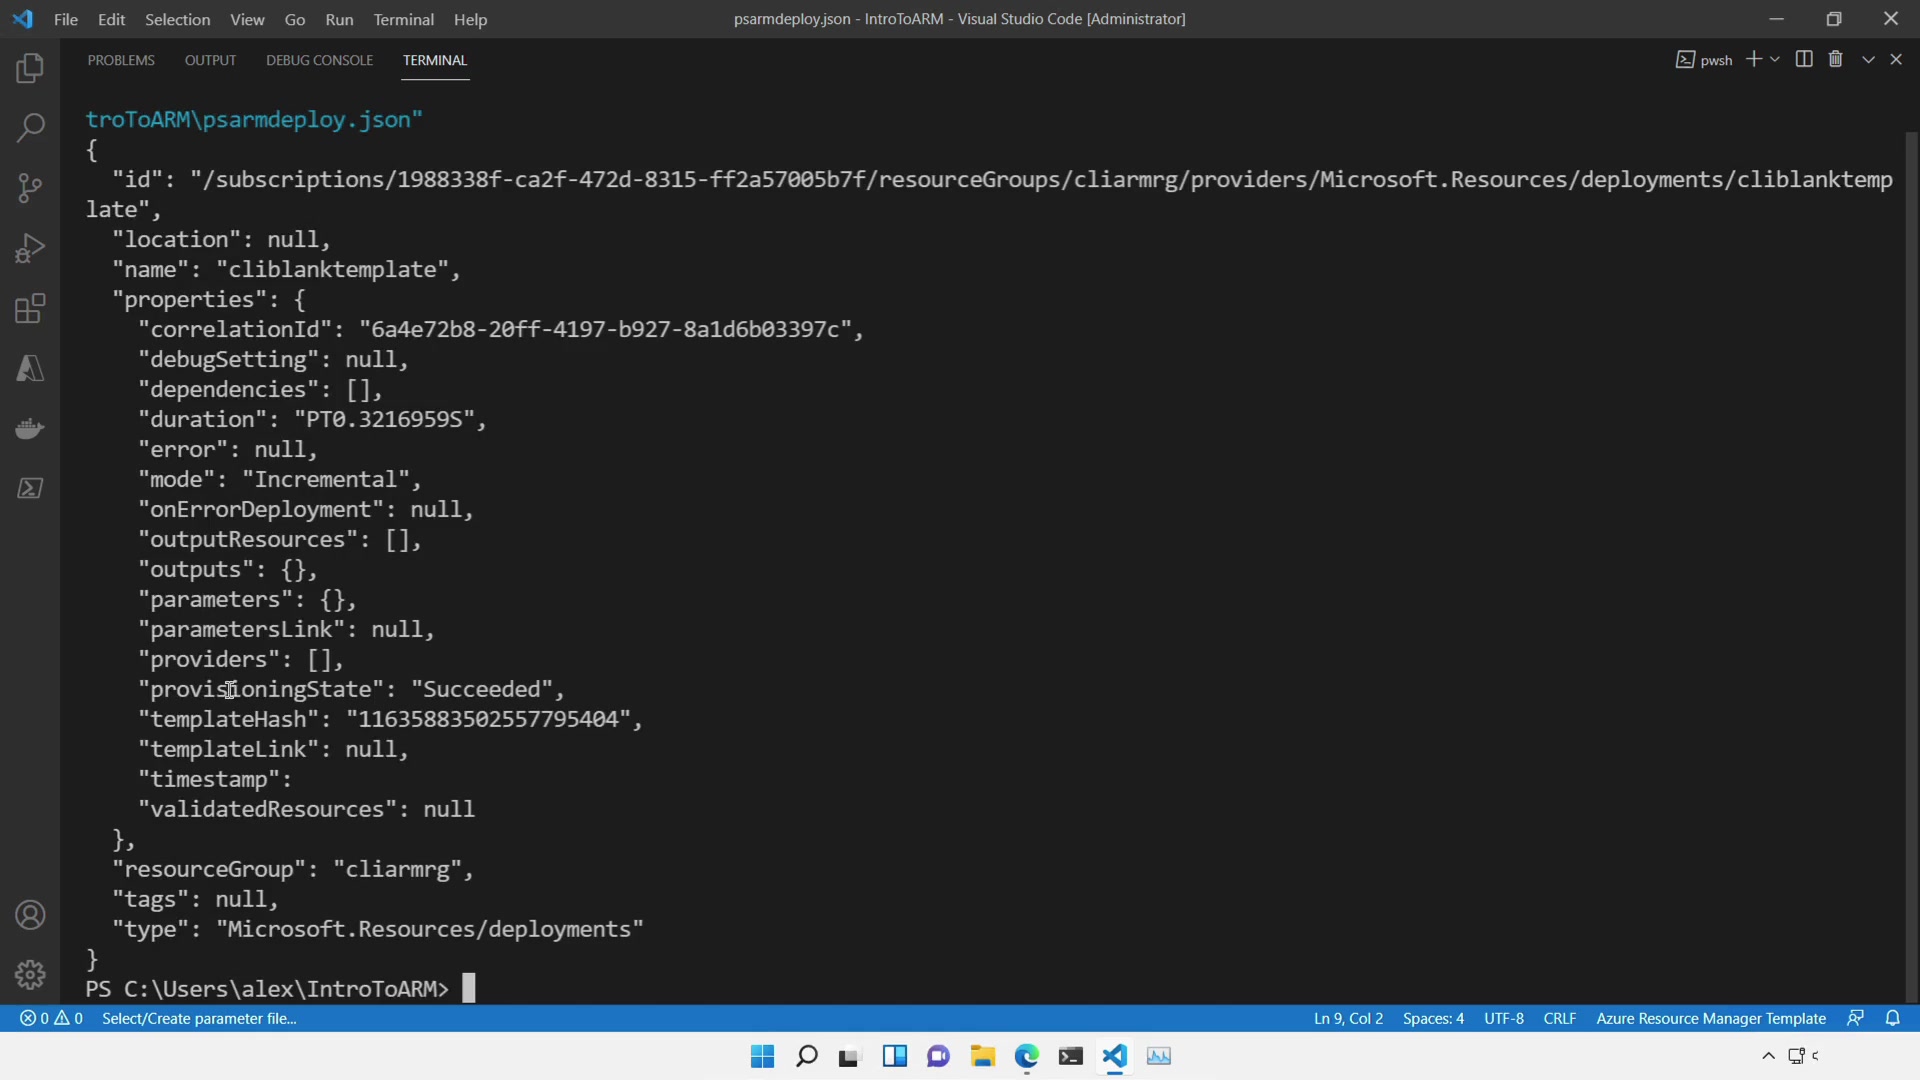 File Edit Selection View Go Run Terminal Help
psarmdeploy.json - IntroToARM - Visual Studio Code [Administrator]
PROBLEMS OUTPUT DEBUG CONSOLE TERMINAL
pwsh
troToARM\psarmdeploy.json"
{
"id": "/subscriptions/1988338f-ca2f-472d-8315-ff2a57005b7f/resourceGroups/cliarmrg/providers/Microsoft.Resources/deployments/cliblanktemp
late",
"location": null,
"name": "cliblanktemplate",
"properties": {
"correlationId": "6a4e72b8-20ff-4197-b927-8a1d6b03397c",
"debugSetting": null,
"dependencies": [],
"duration": "PT0.3216959S",
"error": null,
"mode": "Incremental",
"onErrorDeployment": null,
"outputResources": [],
"outputs": {},
"parameters": {},
"parametersLink": null,
"providers": [],
"provisioningState": "Succeeded",
"templateHash": "11635883502557795404",
"templateLink": null,
"timestamp":
"validatedResources": null
},
"resourceGroup": "cliarmrg",
"tags": null,
"type": "Microsoft.Resources/deployments"
}
PS C:\Users\alex\IntroToARM>
0 0 Select/Create parameter file... Ln 9, Col 2 Spaces: 4 UTF-8 CRLF Azure Resource Manager Template